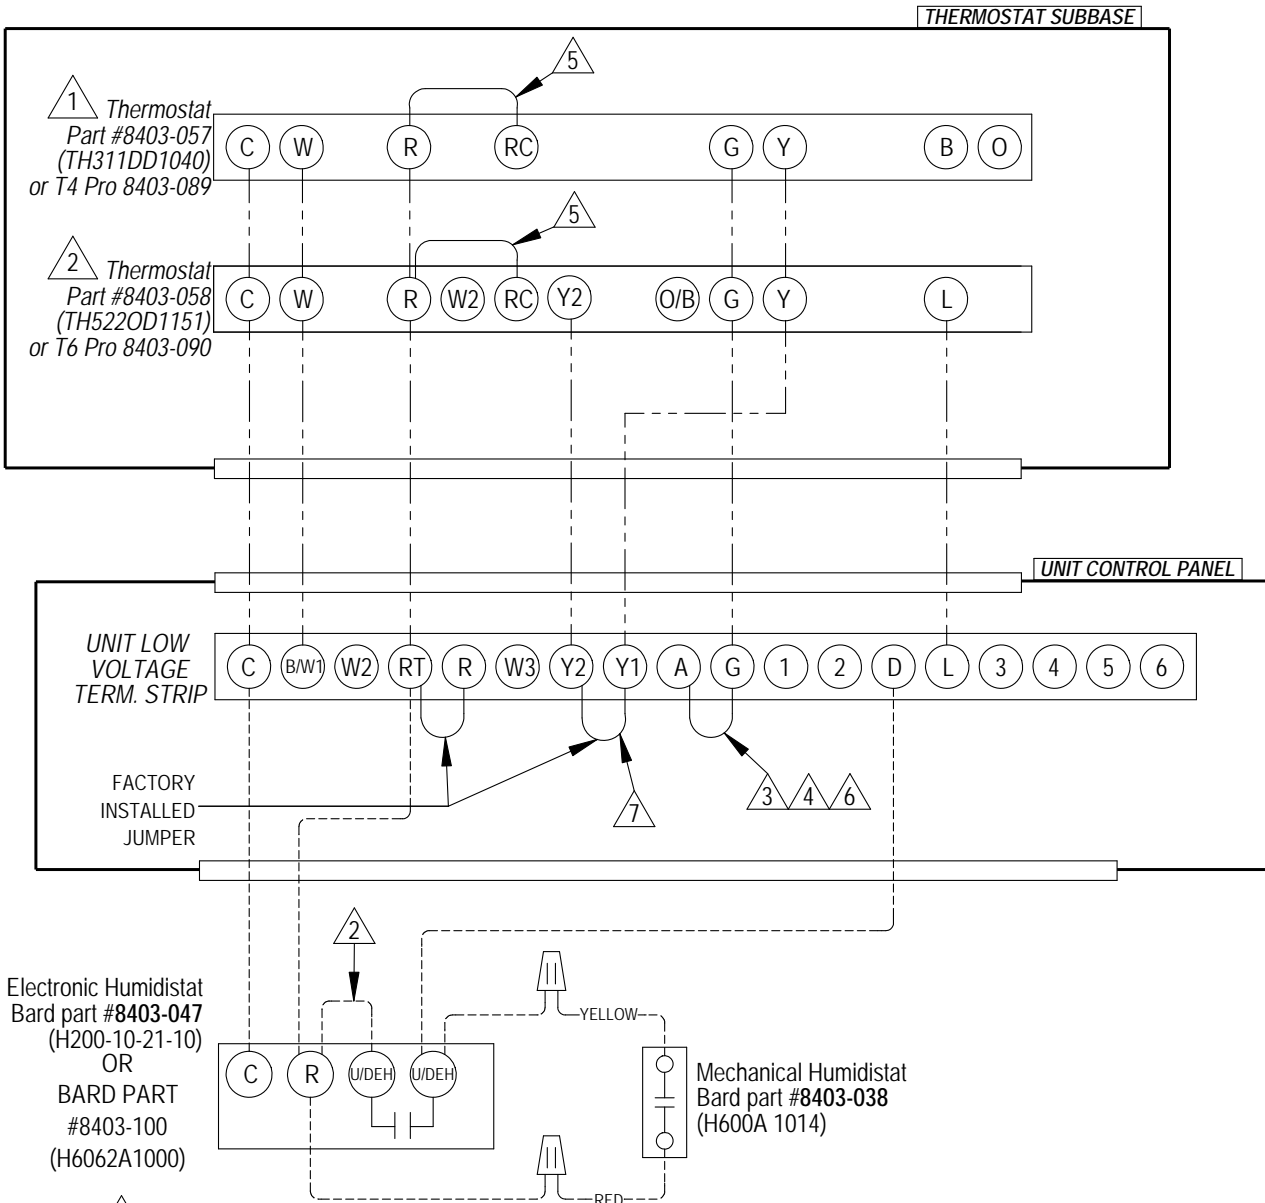 THERMOSTAT SUBBASE
5
1 Thermostat
Part #8403-057
(TH311DD1040)
or T4 Pro 8403-089
C W R RC G Y B O
5
2 Thermostat
Part #8403-058
(TH522OD1151)
or T6 Pro 8403-090
C W R W2 RC Y2 O/B G Y L
UNIT CONTROL PANEL
UNIT LOW
VOLTAGE
TERM. STRIP
C B/W1 W2 RT R W3 Y2 Y1 A G 1 2 D L 3 4 5 6
FACTORY
INSTALLED
JUMPER
7
3 4 6
2
Electronic Humidistat
Bard part #8403-047
(H200-10-21-10)
OR
BARD PART
#8403-100
(H6062A1000)
C R U/DEH U/DEH
YELLOW
Mechanical Humidistat
Bard part #8403-038
(H600A 1014)
RED